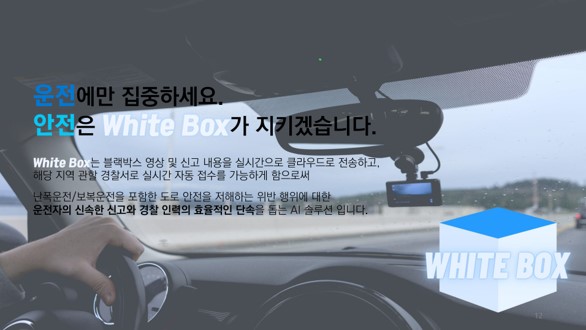 운전에만 집중하세요.
안전은 White Box가 지키겠습니다.
White Box는 블랙박스 영상 및 신고 내용을 실시간으로 클라우드로 전송하고,
해당 지역 관할 경찰서로 실시간 자동 접수를 가능하게 함으로써
난폭운전/보복운전을 포함한 도로 안전을 저해하는 위반 행위에 대한
운전자의 신속한 신고와 경찰 인력의 효율적인 단속을 돕는 AI 솔루션 입니다.
WHITE BOX
12